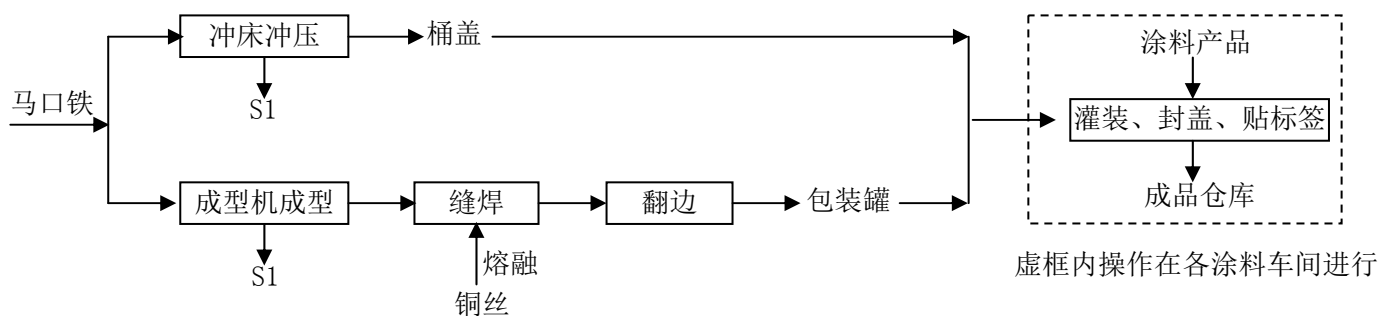 冲床冲压
桶盖
涂料产品
马口铁
S1
灌装、封盖、贴标签
成型机成型
缝焊
翻边
包装罐
成品仓库
S1
熔融
铜丝
虚框内操作在各涂料车间进行